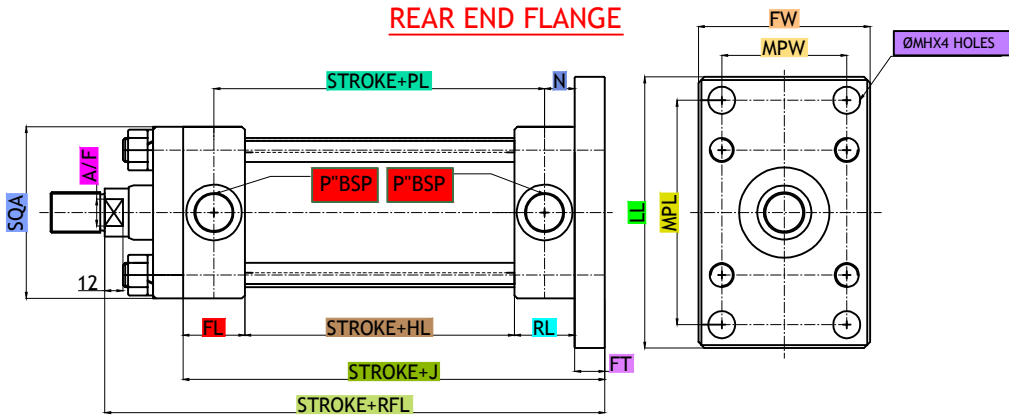 REAR END FLANGE
FW
MPW
ØMHX4 HOLES
STROKE+PL
N
A/F
P"BSP
P"BSP
SQA
LL
MPL
12
FL
STROKE+HL
RL
FT
STROKE+J
STROKE+RFL